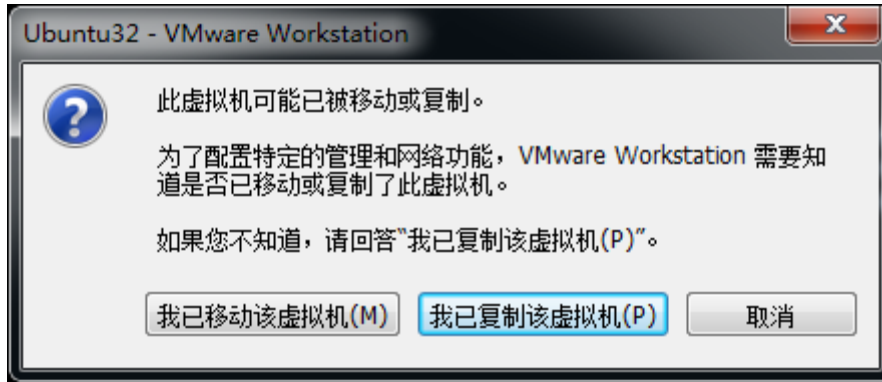 Ubuntu32 - VMware Workstation
此虚拟机可能已被移动或复制。
为了配置特定的管理和网络功能，VMware Workstation 需要知
道是否已移动或复制了此虚拟机。
如果您不知道，请回答“我已复制该虚拟机(P)”。
我已移动该虚拟机(M)
我已复制该虚拟机(P)
取消